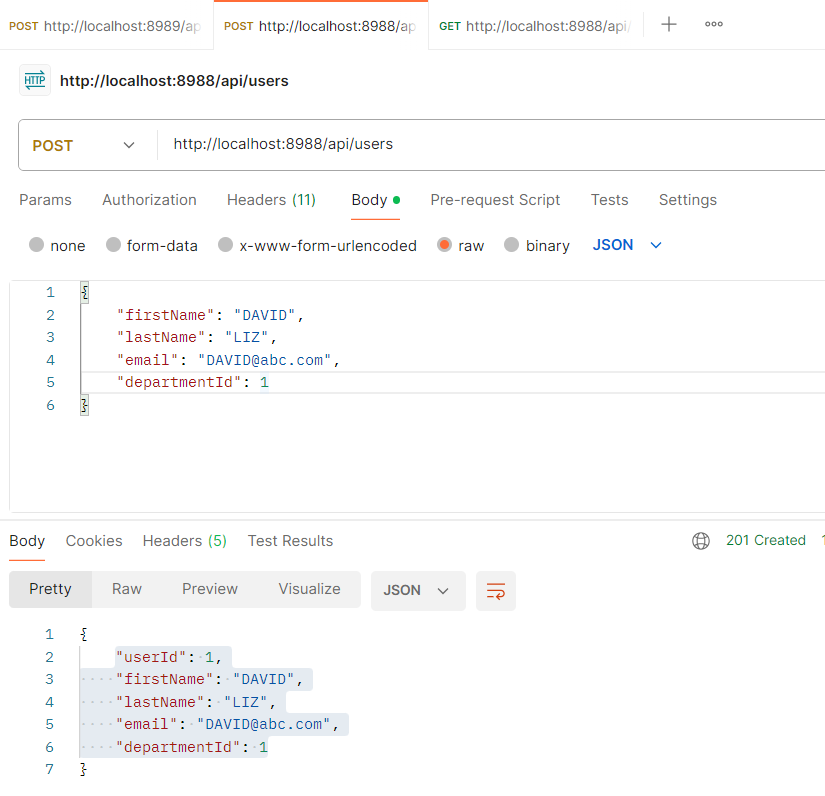 POST http://localhost:8989/ap POST http://localhost:8988/ap GET http://localhost:8988/api/
HTTP http://localhost:8988/api/users
POST http://localhost:8988/api/users
Params Authorization Headers (11) Body Pre-request Script Tests Settings
none form-data x-www-form-urlencoded raw binary JSON
1 {
2 "firstName": "DAVID",
3 "lastName": "LIZ",
4 "email": "DAVID@abc.com",
5 "departmentId": 1
6 }
Body Cookies Headers (5) Test Results 201 Created
Pretty Raw Preview Visualize JSON
1 {
2 "userId": 1,
3 "firstName": "DAVID",
4 "lastName": "LIZ",
5 "email": "DAVID@abc.com",
6 "departmentId": 1
7 }